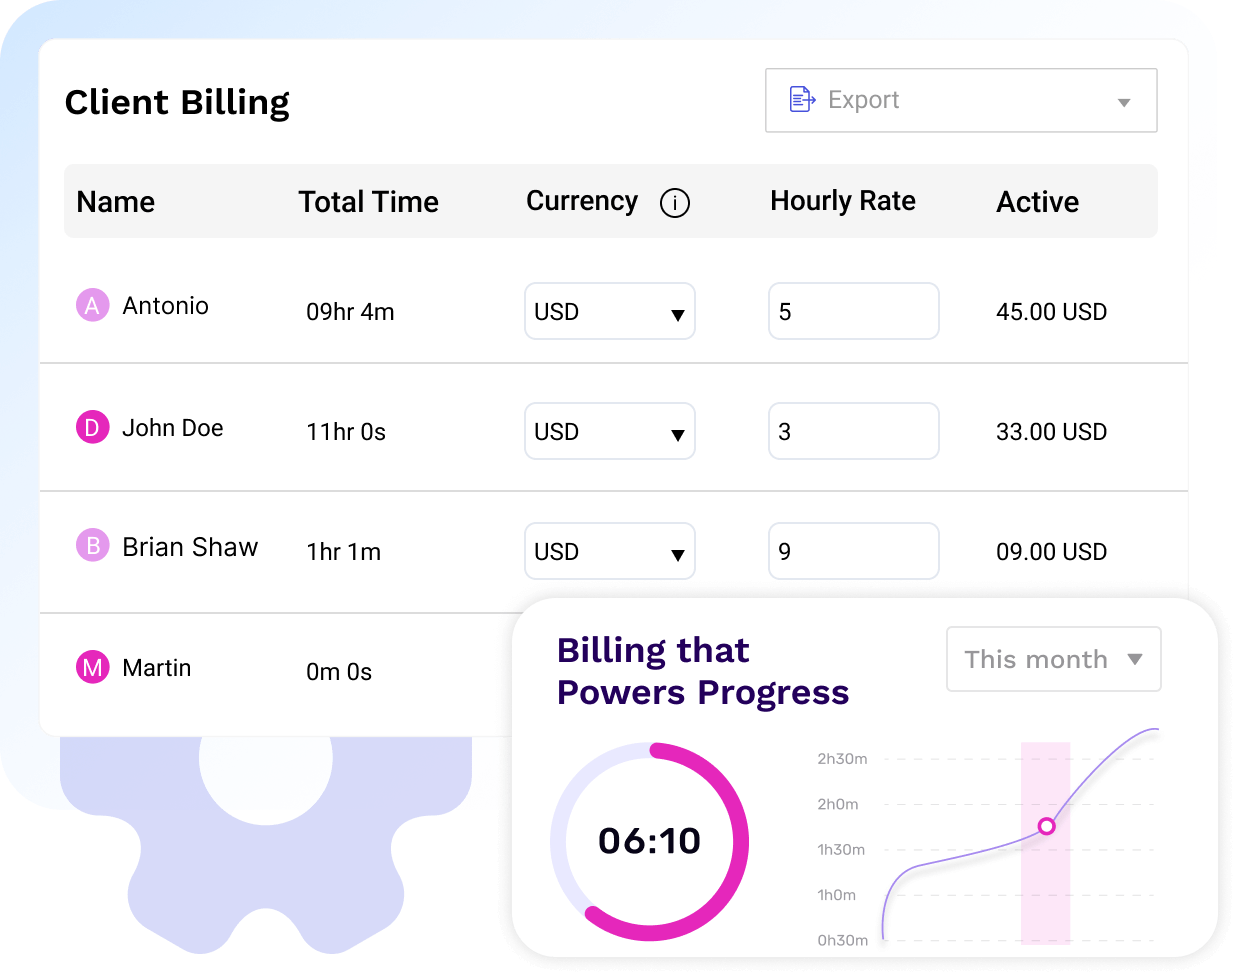 Client Billing
Export
Name Total Time Currency i Hourly Rate Active
A Antonio 09hr 4m USD 5 45.00 USD
D John Doe 11hr 0s USD 3 33.00 USD
B Brian Shaw 1hr 1m USD 9 09.00 USD
M Martin 0m 0s
Billing that
Powers Progress
This month
06:10
2h30m
2h0m
1h30m
1h0m
0h30m